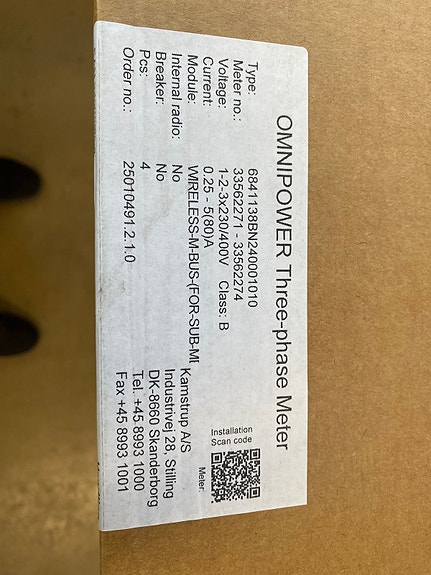 OMNIPOWER Three-phase Meter
Type: 6841138BN240001010
Meter no.: 33562271 - 33562274
Voltage: 1-2-3x230/400V Class: B
Current: 0.25 - 5(80)A
Module: WIRELESS-M-BUS-(FOR-SUB-ME
Internal radio: No
Breaker: No
Pcs: 4
Order no.: 25010491.2.1.0
Installation
Scan code
Meter:
Kamstrup A/S
Industrivej 28, Stilling
DK-8660 Skanderborg
Tel. +45 8993 1000
Fax +45 8993 1001